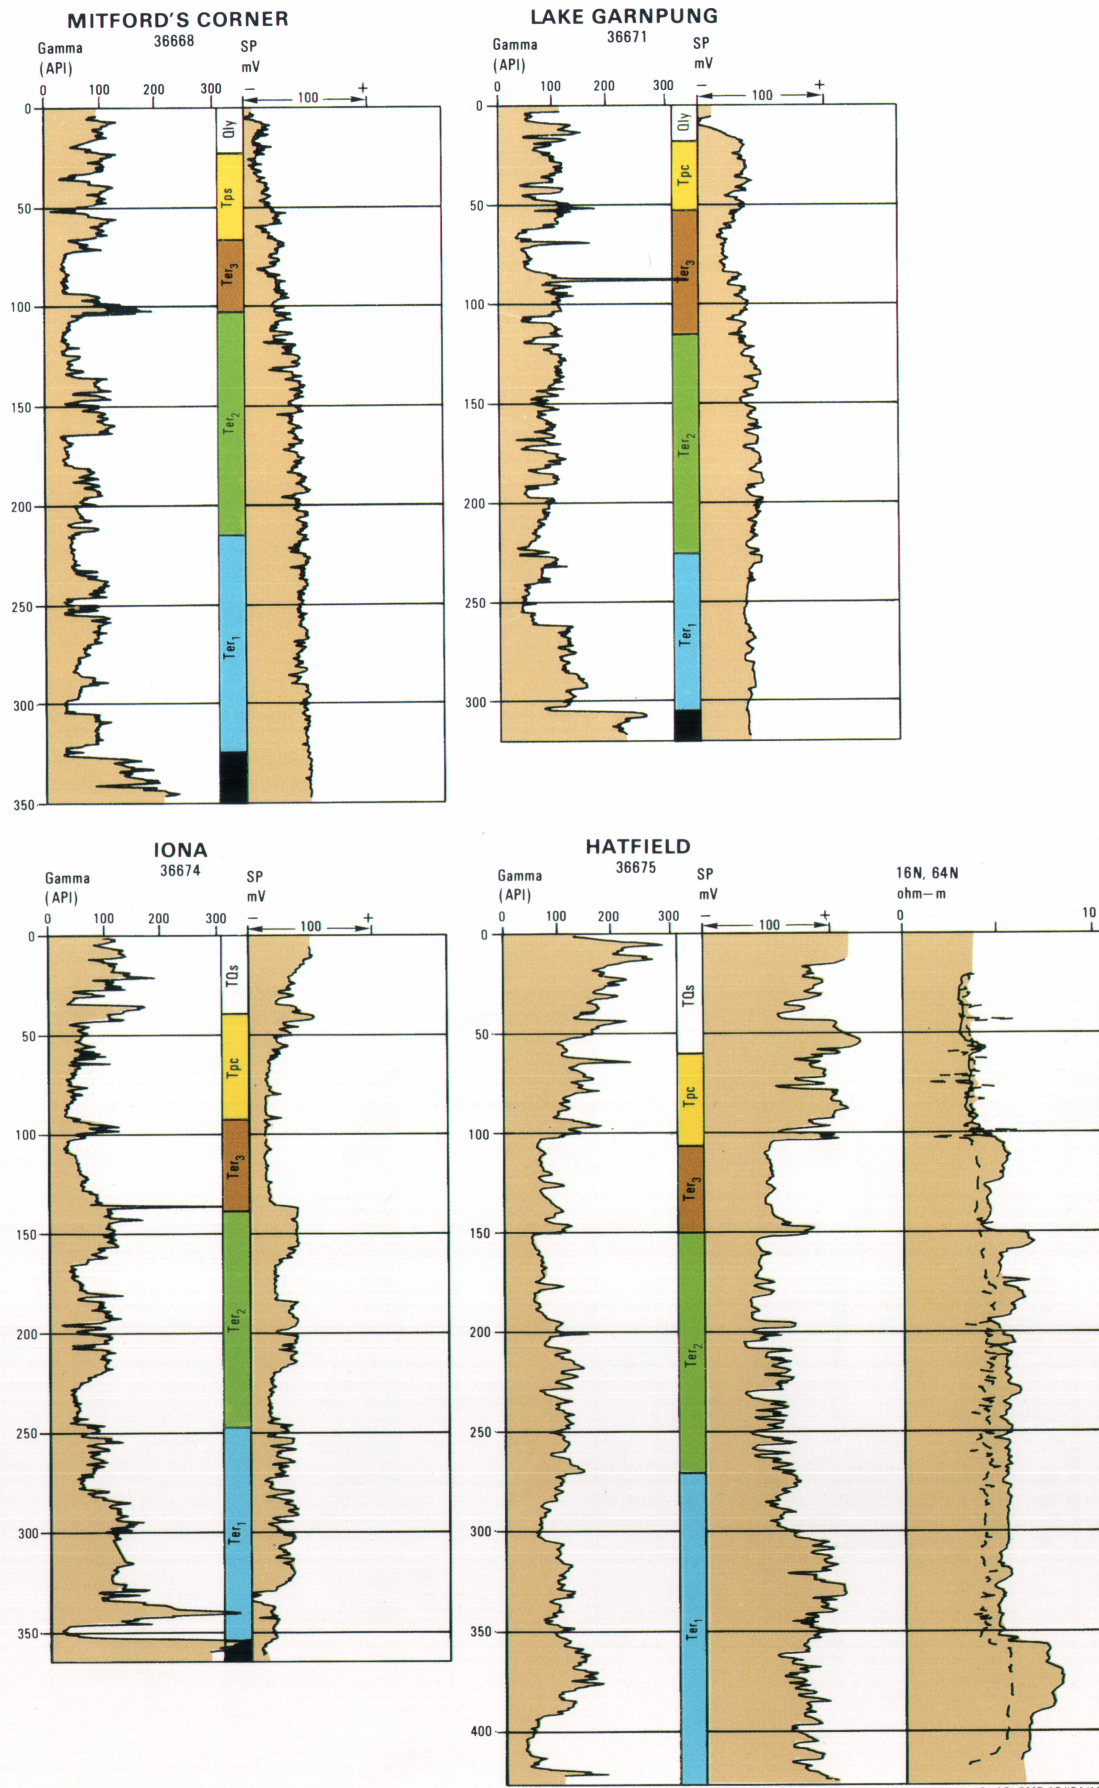 MITFORD'S CORNER
36668
Gamma
(API)
SP
mV
0 100 200 300
– 100 +
0
50
100
150
200
250
300
350
Qly
Tps
Ter₃
Ter₂
Ter₁
LAKE GARNPUNG
36671
Gamma
(API)
SP
mV
0 100 200 300
– 100 +
0
50
100
150
200
250
300
Qly
Tpc
Ter₃
Ter₂
Ter₁
IONA
36674
Gamma
(API)
SP
mV
0 100 200 300
– 100 +
0
50
100
150
200
250
300
350
TQs
Tpc
Ter₃
Ter₂
Ter₁
HATFIELD
36675
Gamma
(API)
SP
mV
16N, 64N
ohm–m
0 100 200 300
– 100 +
0 10
0
50
100
150
200
250
300
350
400
TQs
Tpc
Ter₃
Ter₂
Ter₁